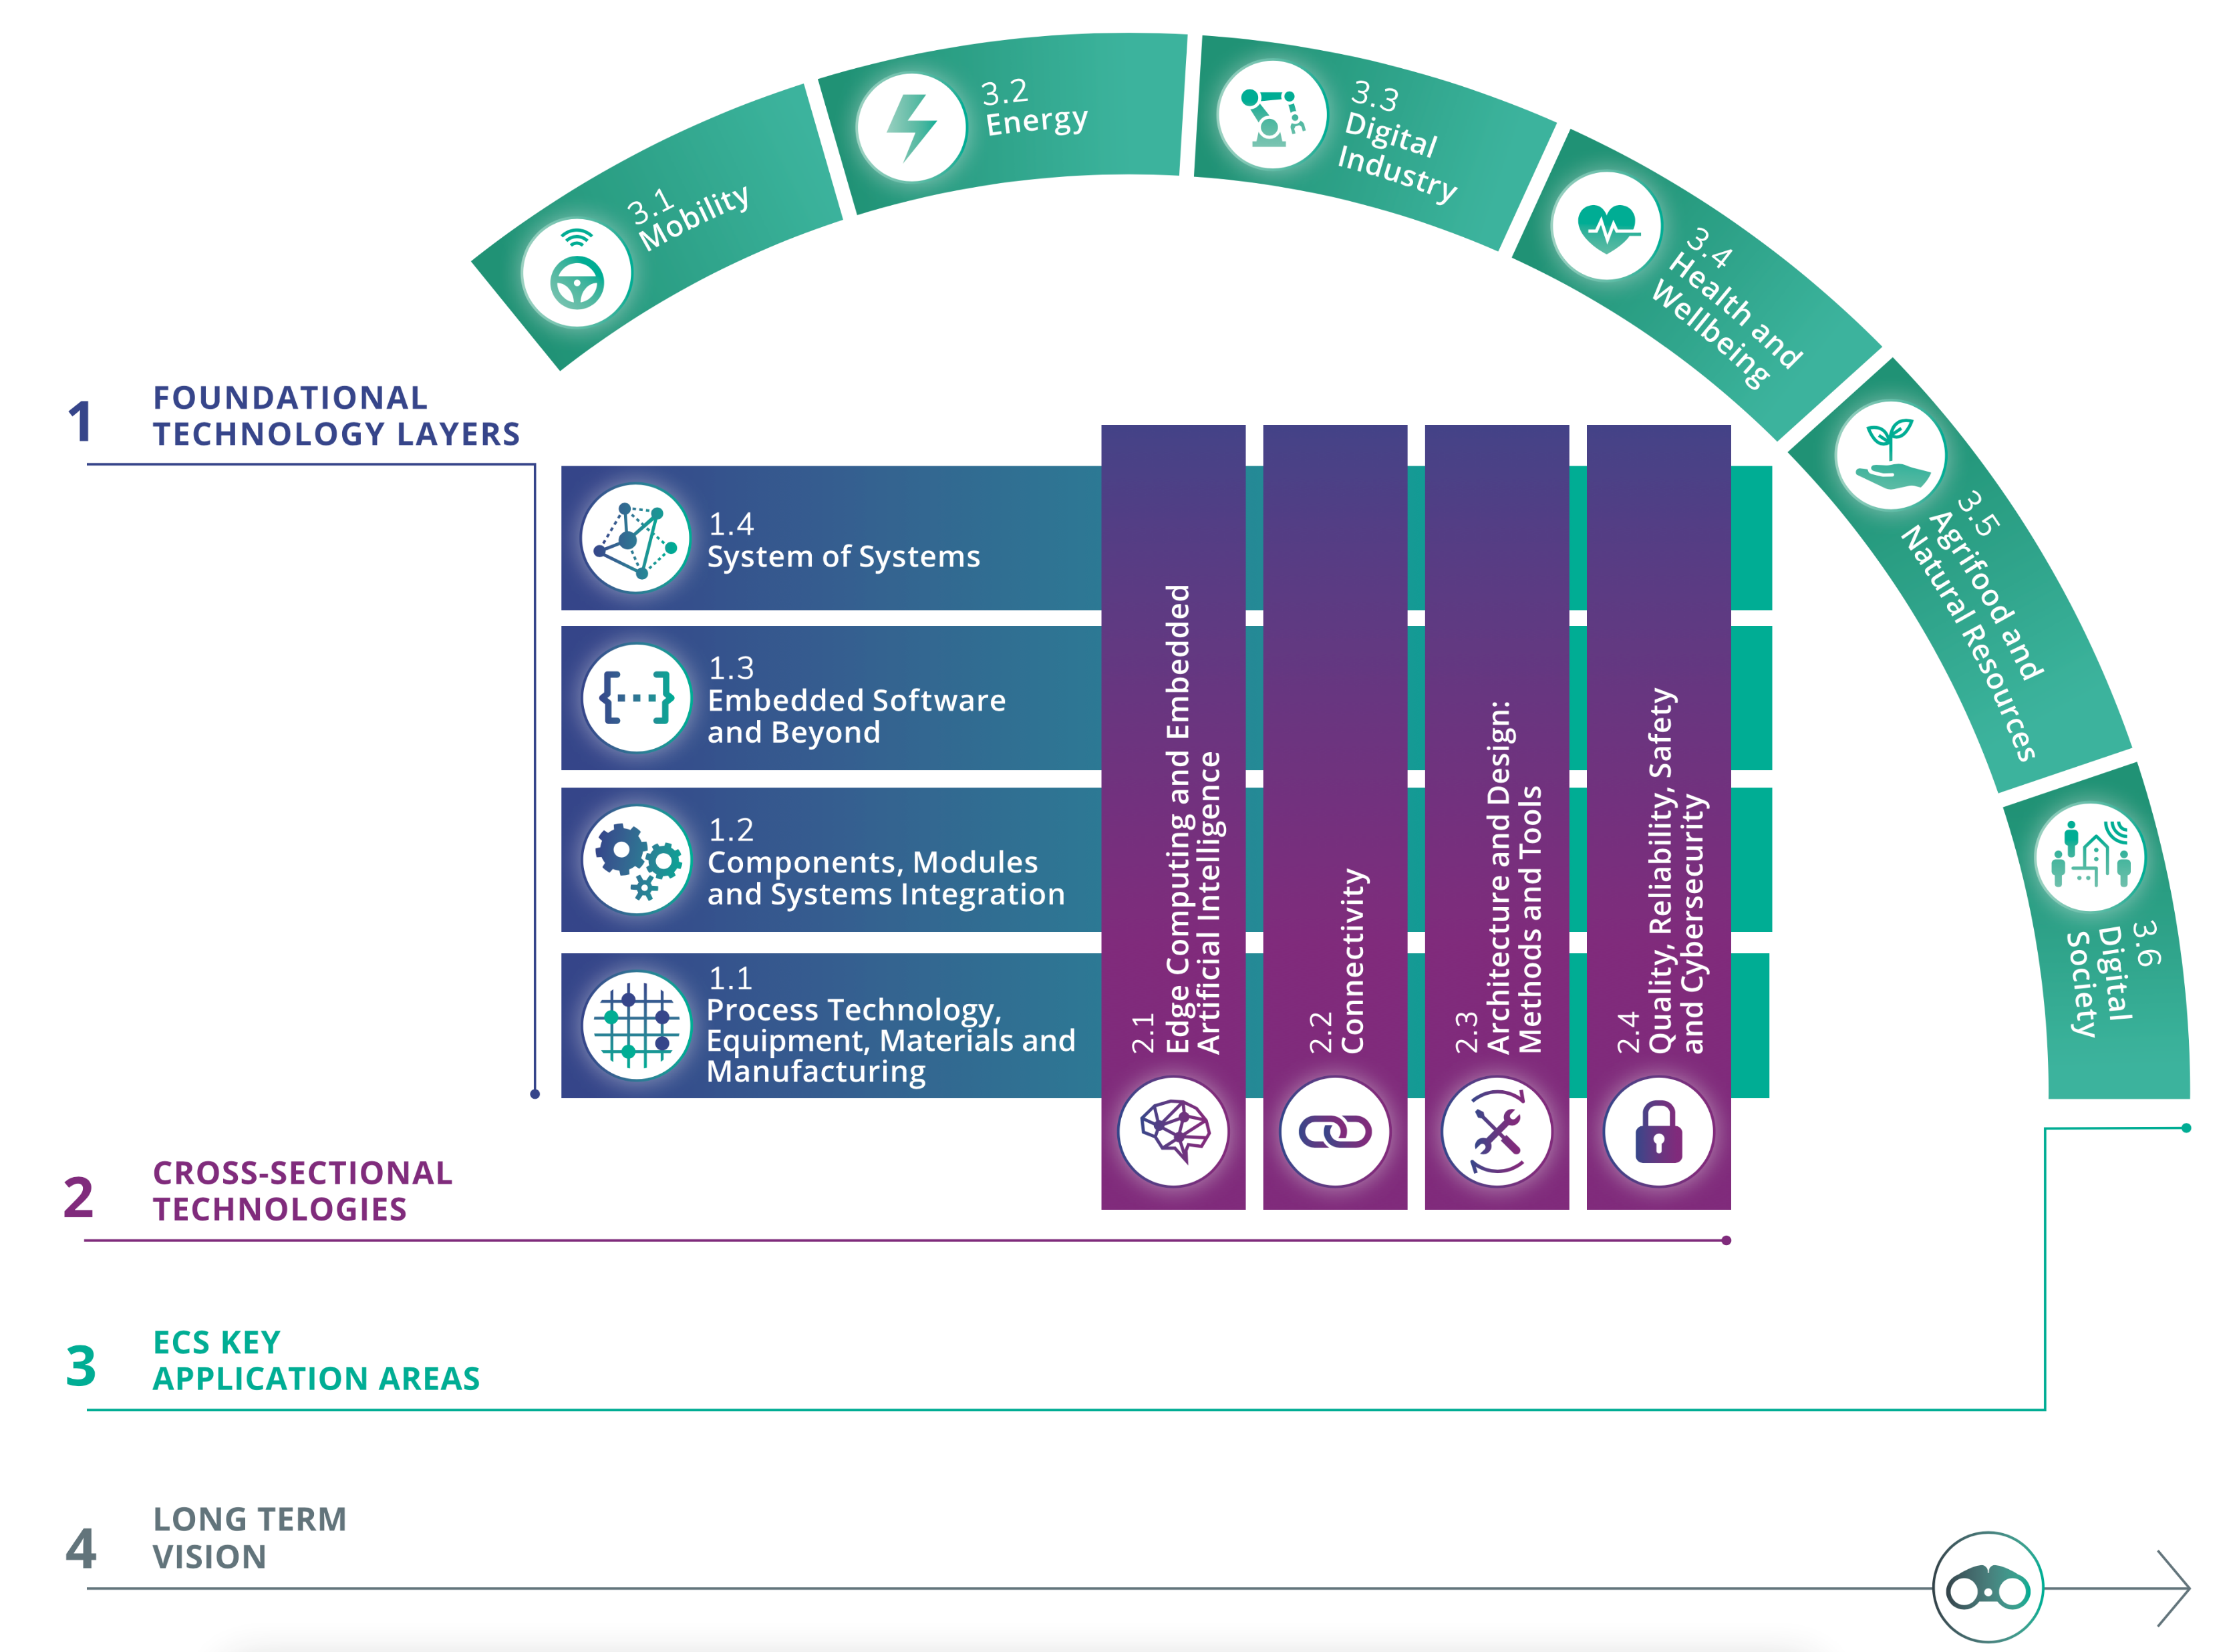 3.1
Mobility
3.2
Energy
3.3
Digital
Industry
3.4
Health and
Wellbeing
3.5
Agrifood and
Natural Resources
3.6
Digital
Society
1
FOUNDATIONAL
TECHNOLOGY LAYERS
1.4
System of Systems
1.3
Embedded Software
and Beyond
1.2
Components, Modules
and Systems Integration
1.1
Process Technology,
Equipment, Materials and
Manufacturing
2.1
Edge Computing and Embedded
Artificial Intelligence
2.2
Connectivity
2.3
Architecture and Design:
Methods and Tools
2.4
Quality, Reliability, Safety
and Cybersecurity
2
CROSS-SECTIONAL
TECHNOLOGIES
3
ECS KEY
APPLICATION AREAS
4
LONG TERM
VISION